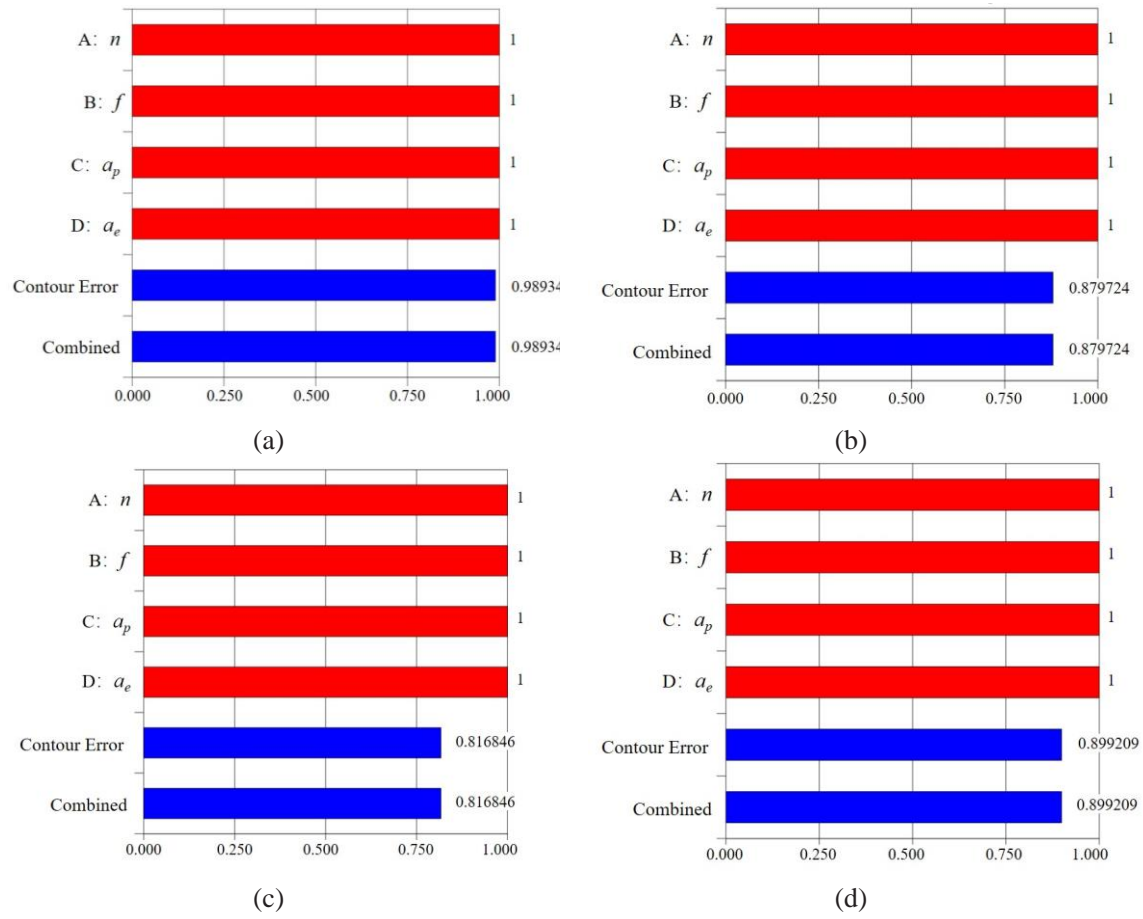 A: n 1
B: f 1
C: a_p 1
D: a_e 1
Contour Error 0.98934
Combined 0.98934
0.000 0.250 0.500 0.750 1.000
(a)
A: n 1
B: f 1
C: a_p 1
D: a_e 1
Contour Error 0.879724
Combined 0.879724
0.000 0.250 0.500 0.750 1.000
(b)
A: n 1
B: f 1
C: a_p 1
D: a_e 1
Contour Error 0.816846
Combined 0.816846
0.000 0.250 0.500 0.750 1.000
(c)
A: n 1
B: f 1
C: a_p 1
D: a_e 1
Contour Error 0.899209
Combined 0.899209
0.000 0.250 0.500 0.750 1.000
(d)